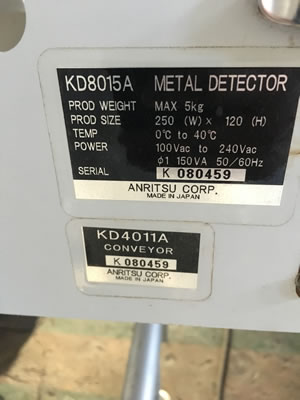 KD8015A METAL DETECTOR
PROD WEIGHT MAX 5kg
PROD SIZE 250 (W) × 120 (H)
TEMP 0°C to 40°C
POWER 100Vac to 240Vac
φ1 150VA 50/60Hz
SERIAL K 080459
ANRITSU CORP.
MADE IN JAPAN
KD4011A
CONVEYOR
K 080459
ANRITSU CORP.
MADE IN JAPAN